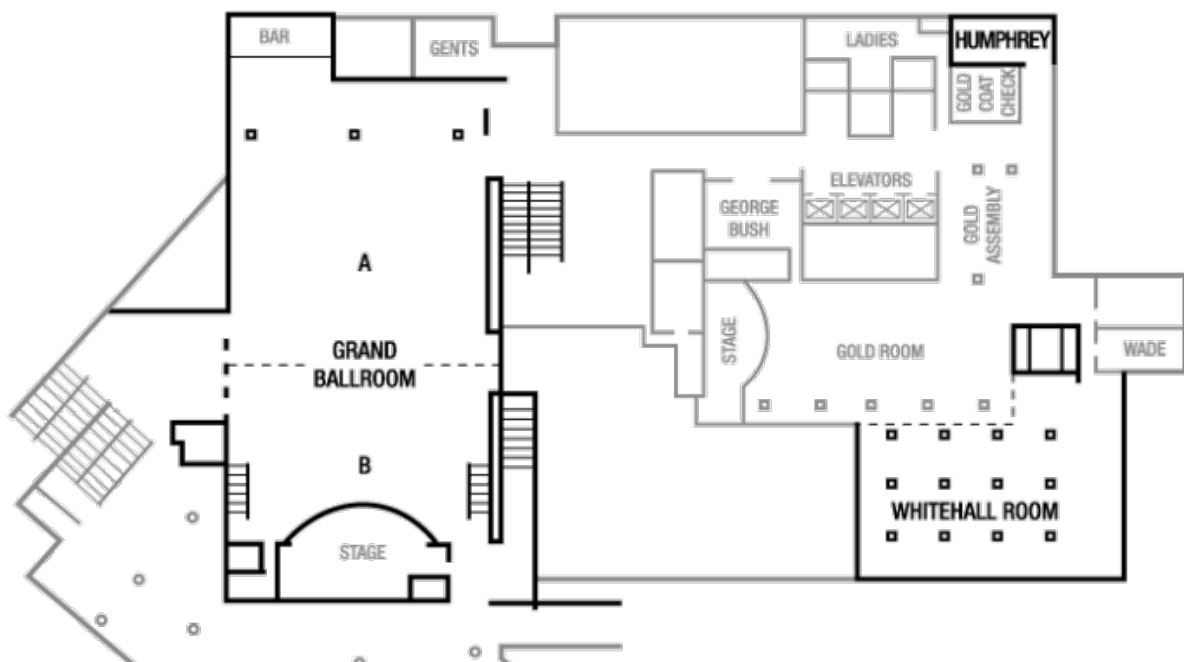 BAR
GENTS
LADIES
HUMPHREY
GOLD
COAT
CHECK
ELEVATORS
GEORGE
BUSH
GOLD
ASSEMBLY
A
GRAND
BALLROOM
B
STAGE
STAGE
GOLD ROOM
WADE
WHITEHALL ROOM